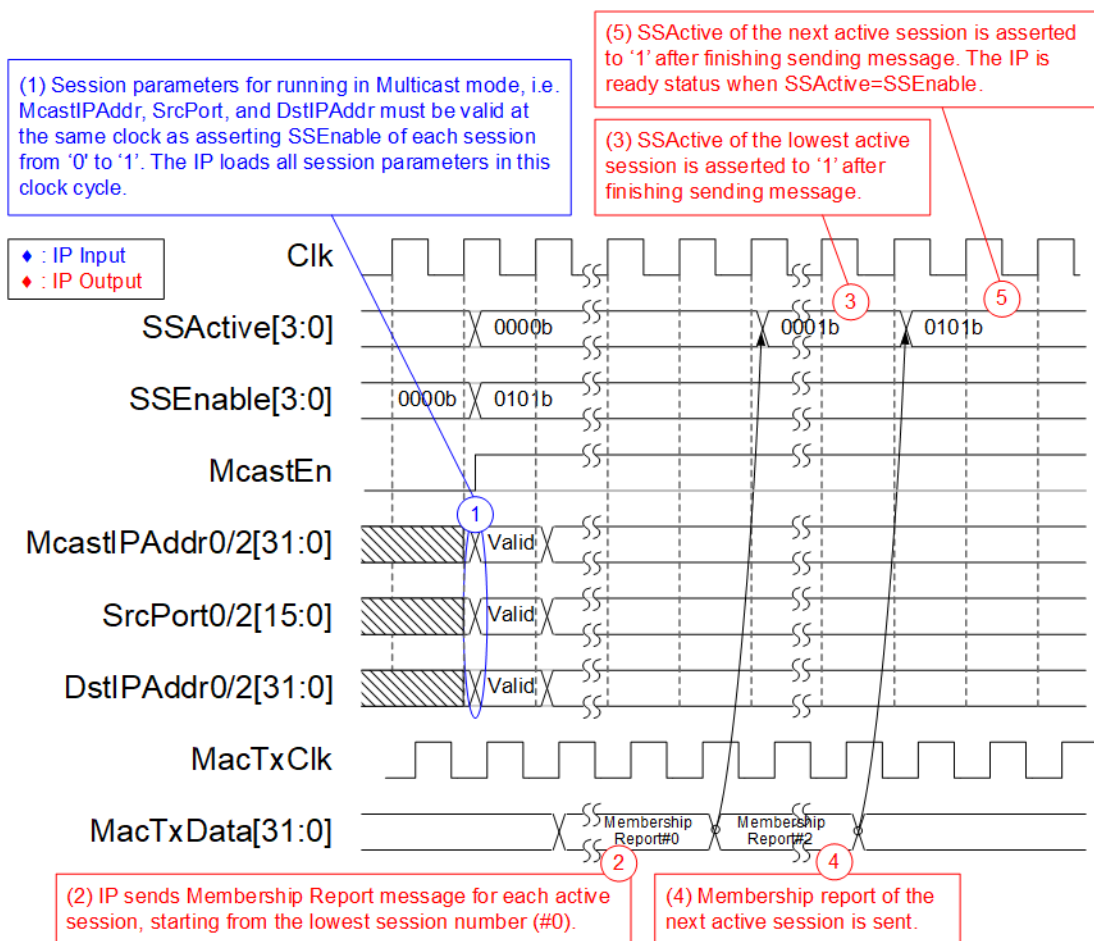 (5) SSActive of the next active session is asserted
to ‘1’ after finishing sending message. The IP is
ready status when SSActive=SSEnable.
(1) Session parameters for running in Multicast mode, i.e.
McastIPAddr, SrcPort, and DstIPAddr must be valid at
the same clock as asserting SSEnable of each session
from ‘0’ to ‘1’. The IP loads all session parameters in this
clock cycle.
(3) SSActive of the lowest active
session is asserted to ‘1’ after
finishing sending message.
♦ : IP Input
♦ : IP Output
Clk
3
5
SSActive[3:0]
0000b
0001b
0101b
SSEnable[3:0]
0000b
0101b
McastEn
1
McastIPAddr0/2[31:0]
Valid
SrcPort0/2[15:0]
Valid
DstIPAddr0/2[31:0]
Valid
MacTxClk
MacTxData[31:0]
Membership
Report#0
Membership
Report#2
2
4
(2) IP sends Membership Report message for each active
session, starting from the lowest session number (#0).
(4) Membership report of the
next active session is sent.